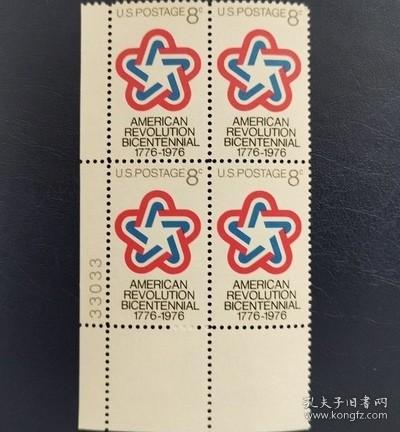 U.S. POSTAGE 8c
AMERICAN
REVOLUTION
BICENTENNIAL
1776-1976
U.S. POSTAGE 8c
AMERICAN
REVOLUTION
BICENTENNIAL
1776-1976
U.S. POSTAGE 8c
AMERICAN
REVOLUTION
BICENTENNIAL
1776-1976
U.S. POSTAGE 8c
AMERICAN
REVOLUTION
BICENTENNIAL
1776-1976
33033
孔夫子旧书网
www.kongfz.com